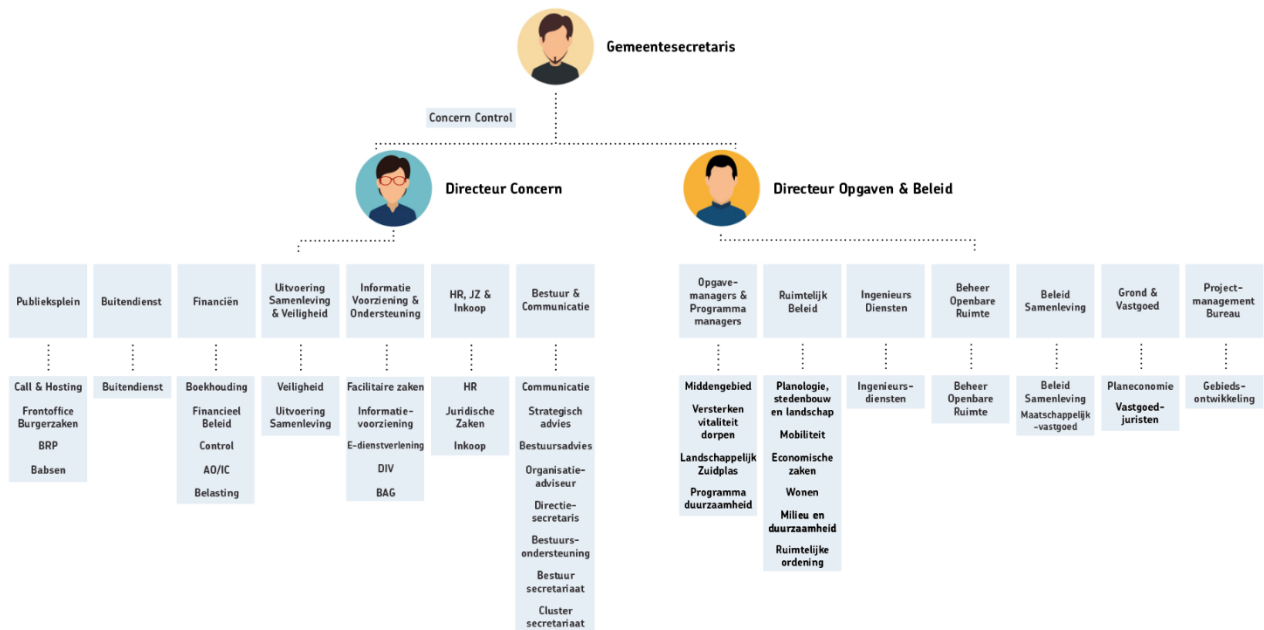 Gemeentesecretaris
Concern Control
Directeur Concern
Directeur Opgaven & Beleid
Publieksplein
Buitendienst
Financiën
Uitvoering
Samenleving
& Veiligheid
Informatie
Voorziening &
Ondersteuning
HR, JZ &
Inkoop
Bestuur &
Communicatie
Opgave-
managers &
Programma
managers
Ruimtelijk
Beleid
Ingenieurs
Diensten
Beheer
Openbare
Ruimte
Beleid
Samenleving
Grond &
Vastgoed
Project-
management
Bureau
Call & Hosting
Frontoffice
Burgerzaken
BRP
Babsen
Buitendienst
Boekhouding
Financieel
Beleid
Control
AO/IC
Belasting
Veiligheid
Uitvoering
Samenleving
Facilitaire zaken
Informatie-
voorziening
E-dienstverlening
DIV
BAG
HR
Juridische
Zaken
Inkoop
Communicatie
Strategisch
advies
Bestuursadvies
Organisatie-
adviseur
Directie-
secretaris
Bestuurs-
ondersteuning
Bestuur
secretariaat
Cluster
secretariaat
Middengebied
Versterken
vitaliteit
dorpen
Landschappelijk
Zuidplas
Programma
duurzaamheid
Planologie,
stedenbouw
en landschap
Mobiliteit
Economische
zaken
Wonen
Milieu en
duurzaamheid
Ruimtelijke
ordening
Ingenieurs-
diensten
Beheer
Openbare
Ruimte
Beleid
Samenleving
Maatschappelijk
-vastgoed
Planeconomie
Vastgoed-
juristen
Gebieds-
ontwikkeling